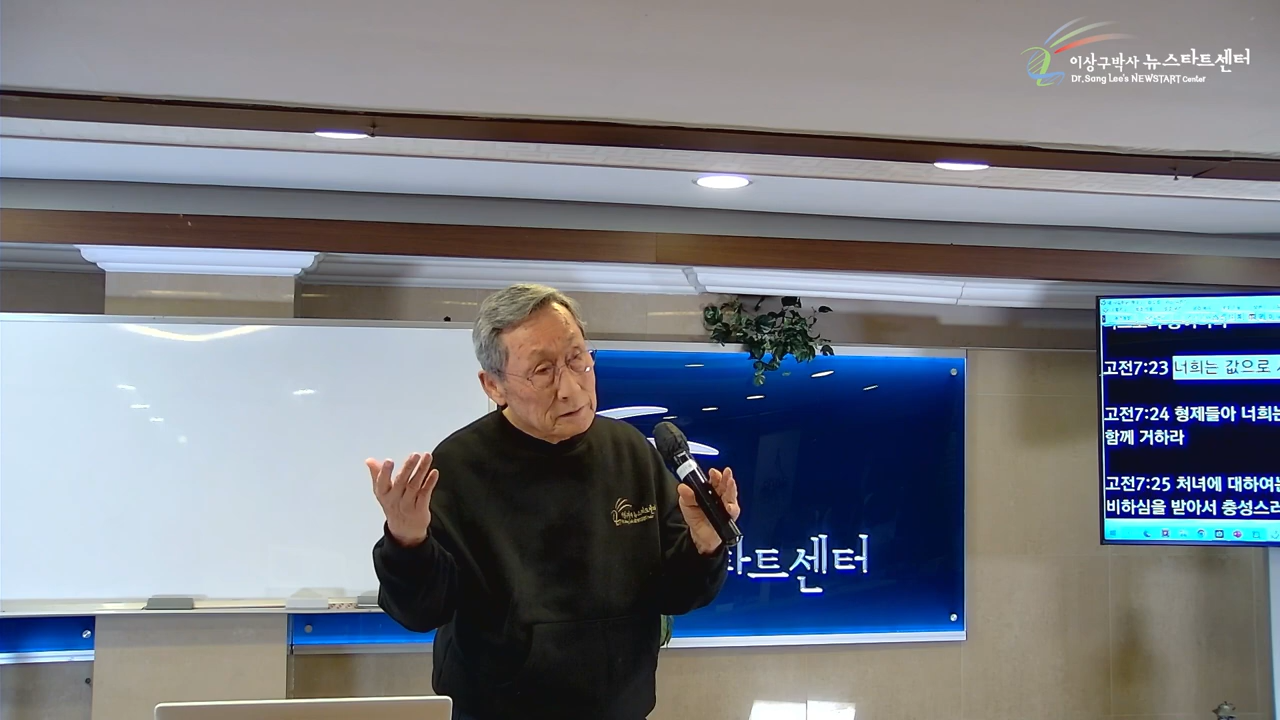 이상구박사 뉴스타트센터
Dr. Sang Lee's NEWSTART Center
고전7:23 너희는 값으로
고전7:24 형제들아 너희는
함께 거하라
고전7:25 처녀에 대하여는
비하심을 받아서 충성스러
타트센터